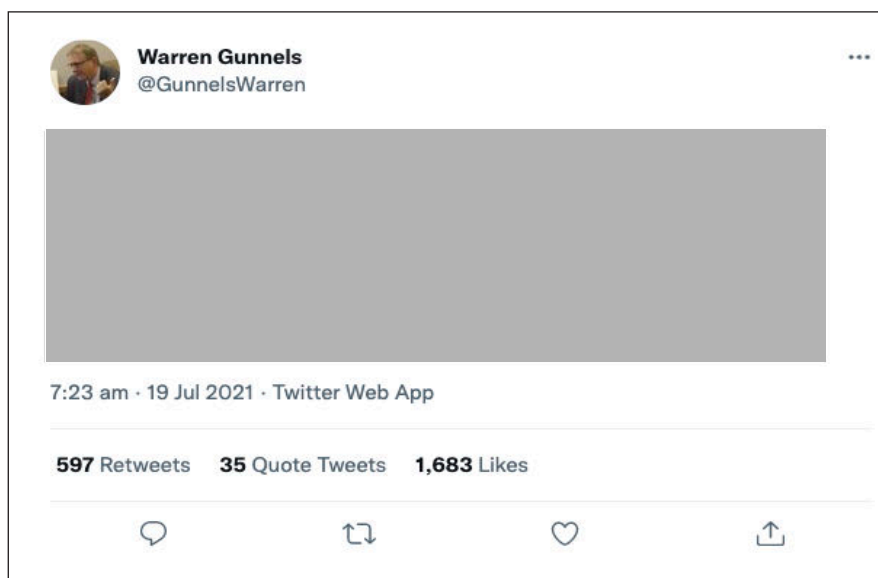 Warren Gunnels
@GunnelsWarren
7:23 am · 19 Jul 2021 · Twitter Web App
597 Retweets 35 Quote Tweets 1,683 Likes